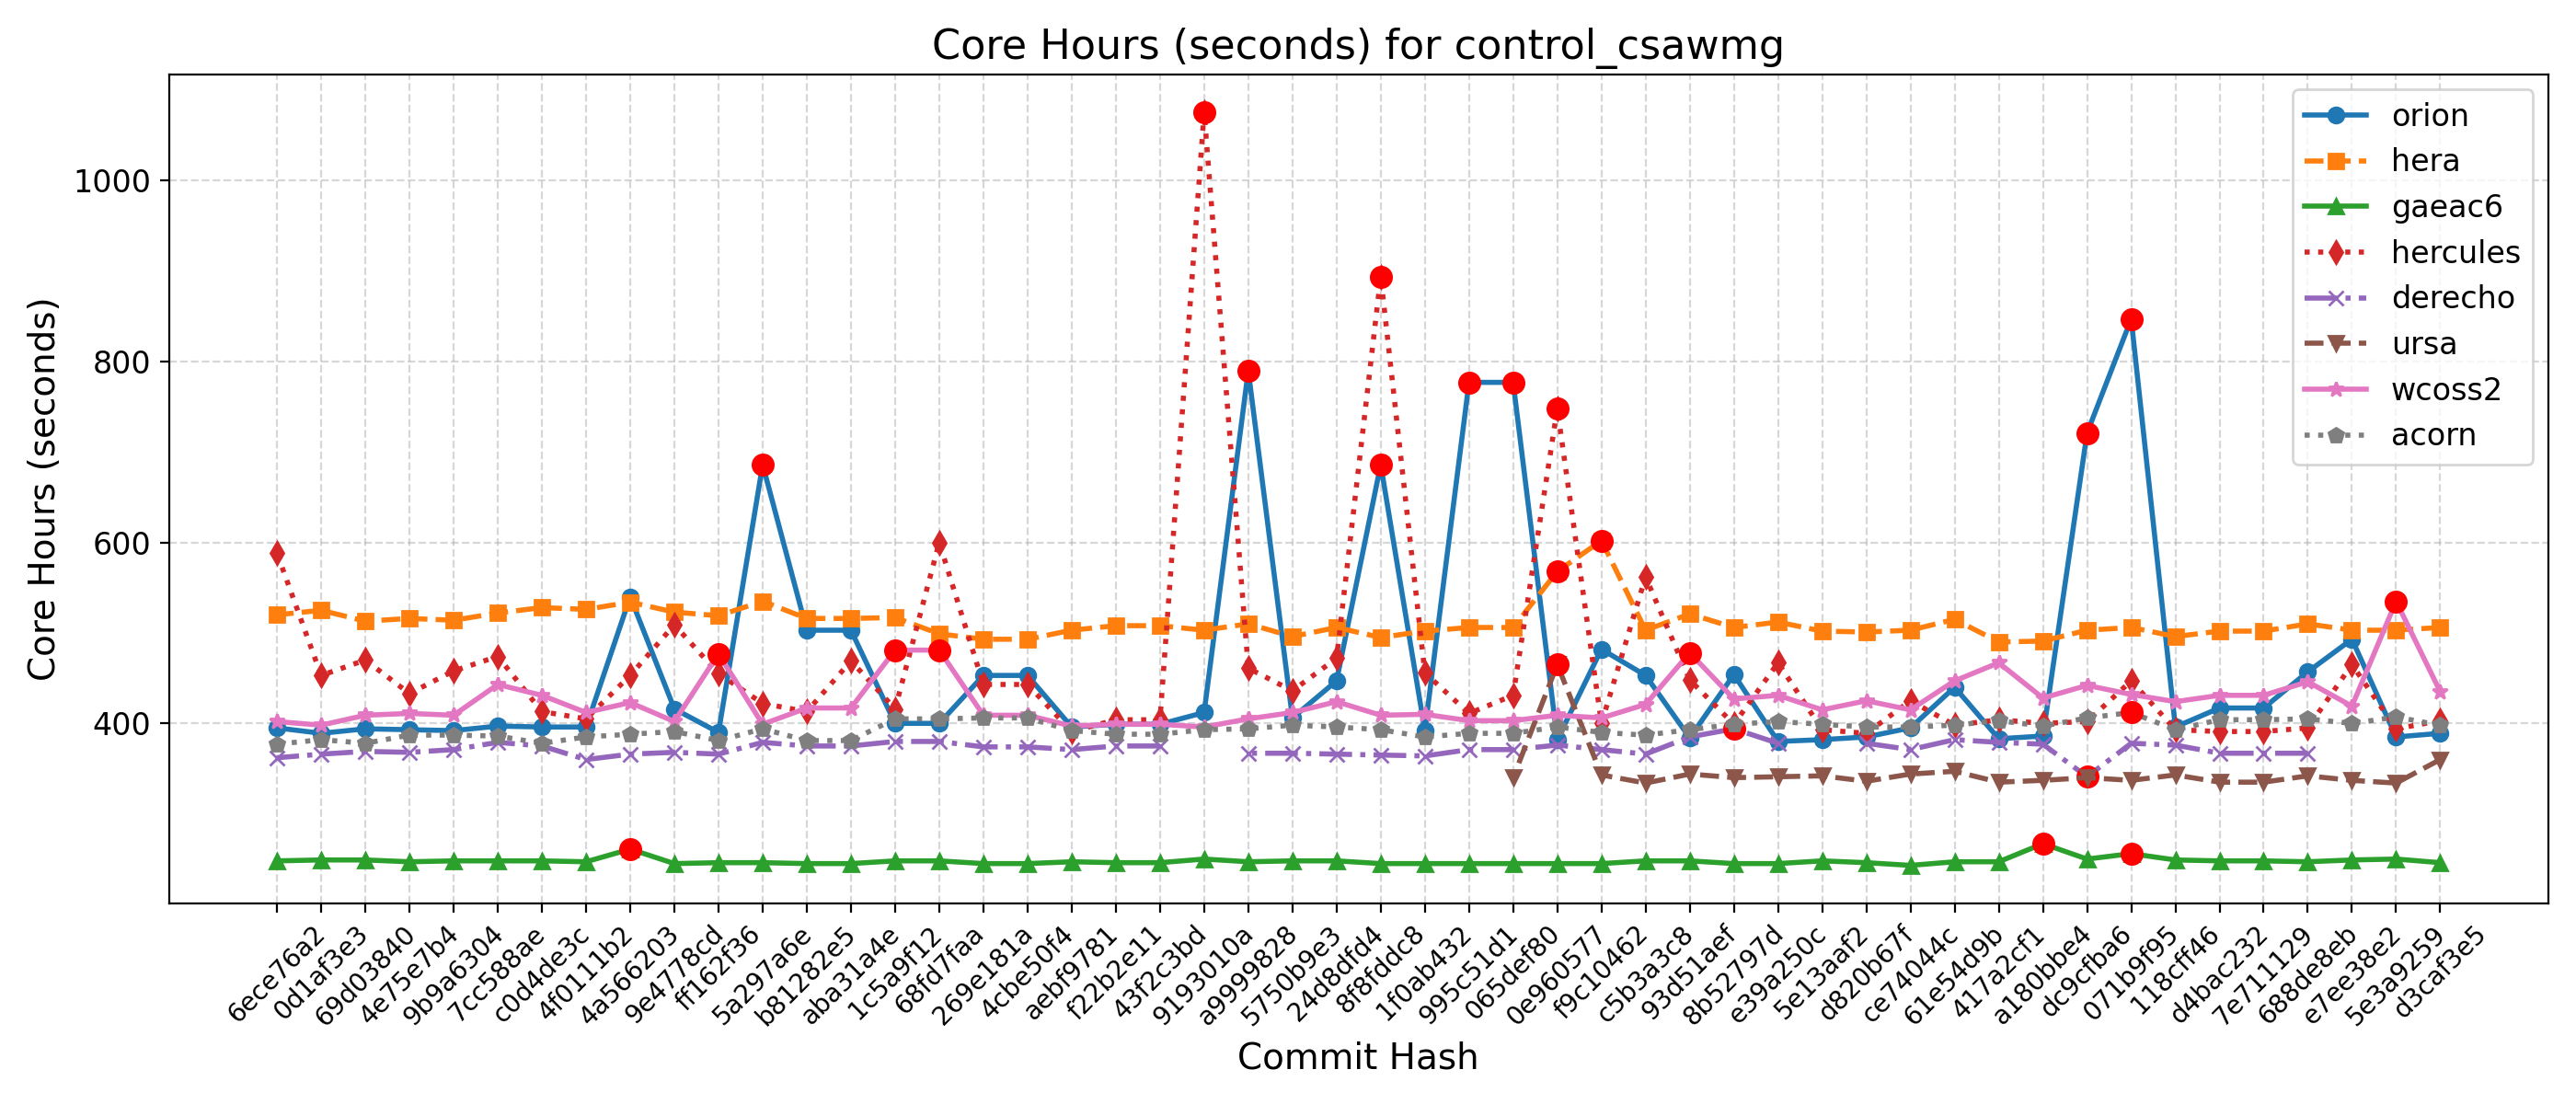 Core Hours (seconds) for control_csawmg
Core Hours (seconds)
1000
800
600
400
orion
hera
gaeac6
hercules
derecho
ursa
wcoss2
acorn
6ece76a2
0d1af3e3
69d03840
4e75e7b4
9b9a6304
7cc588ae
c0d4de3c
4f0111b2
4a566203
9e4778cd
ff162f36
5a297a6e
b81282e5
aba31a4e
1c5a9f12
68fd7faa
269e181a
4cbe50f4
aebf9781
f22b2e11
43f2c3bd
9193010a
a9999828
5750b9e3
24d8dfd4
8f8fddc8
1f0ab432
995c51d1
065def80
0e960577
f9c10462
c5b3a3c8
93d51aef
8b52797d
e39a250c
5e13aaf2
d820b67f
ce74044c
61e54d9b
417a2cf1
a180bbe4
dc9cfba6
071b9f95
118cff46
d4bac232
7e711129
688de8eb
e7ee38e2
5e3a9259
d3caf3e5
Commit Hash